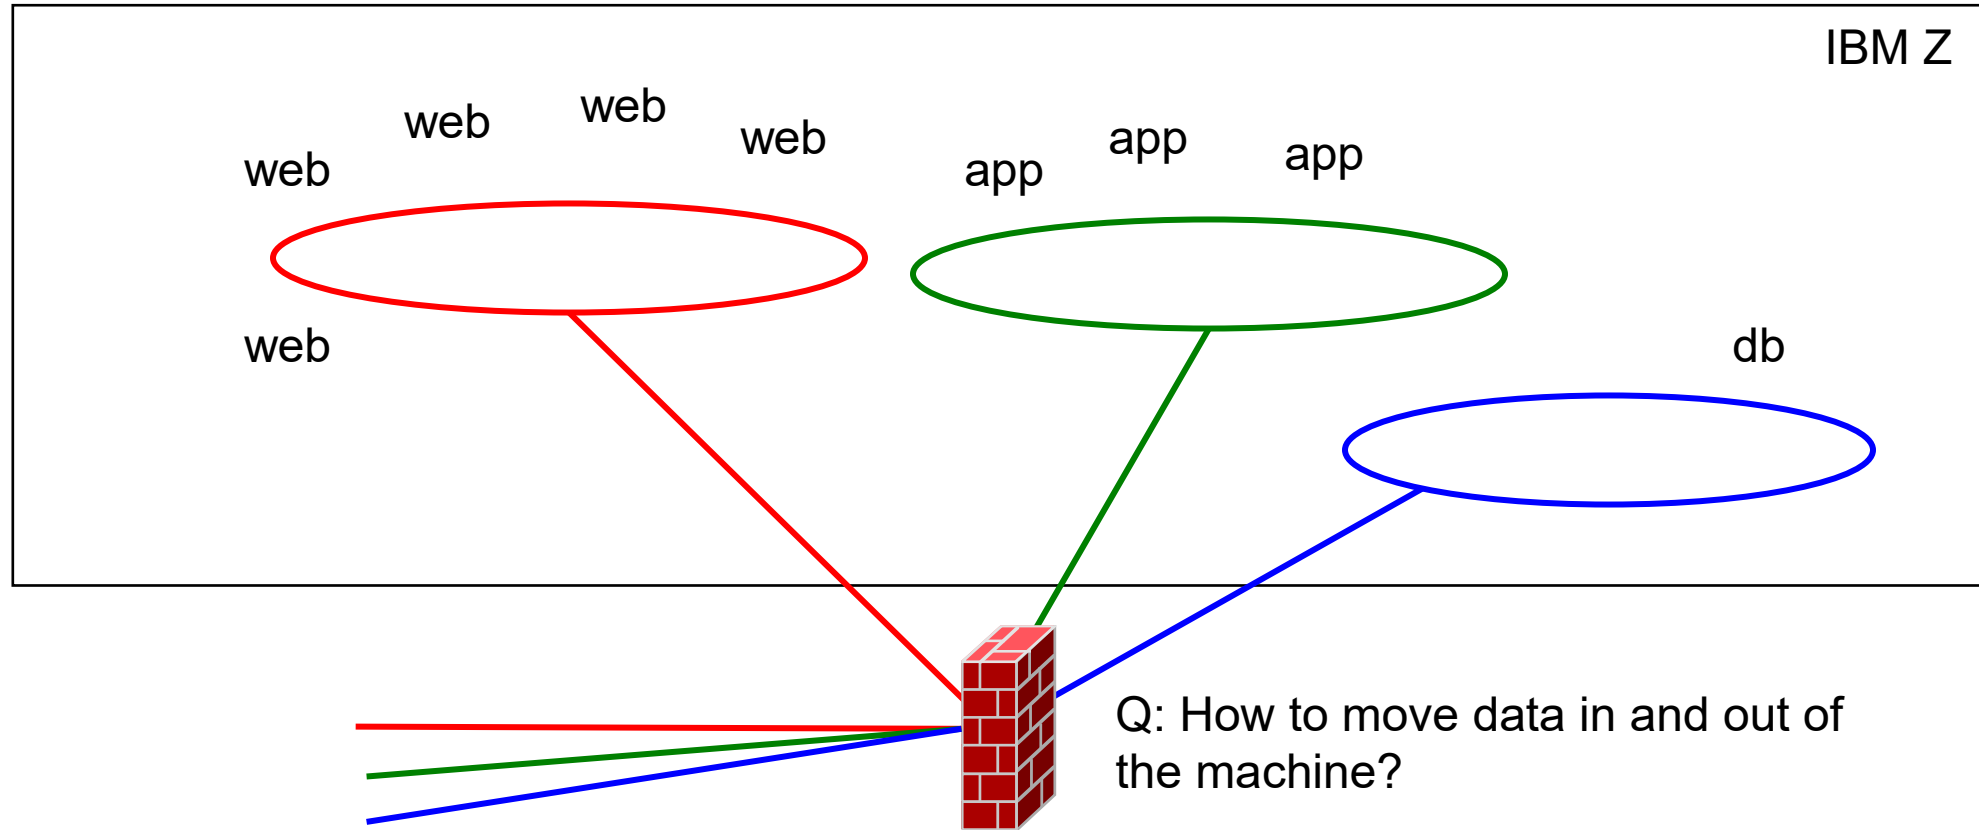 IBM Z
web
web
web
web
app
app
app
web
db
Q: How to move data in and out of
the machine?